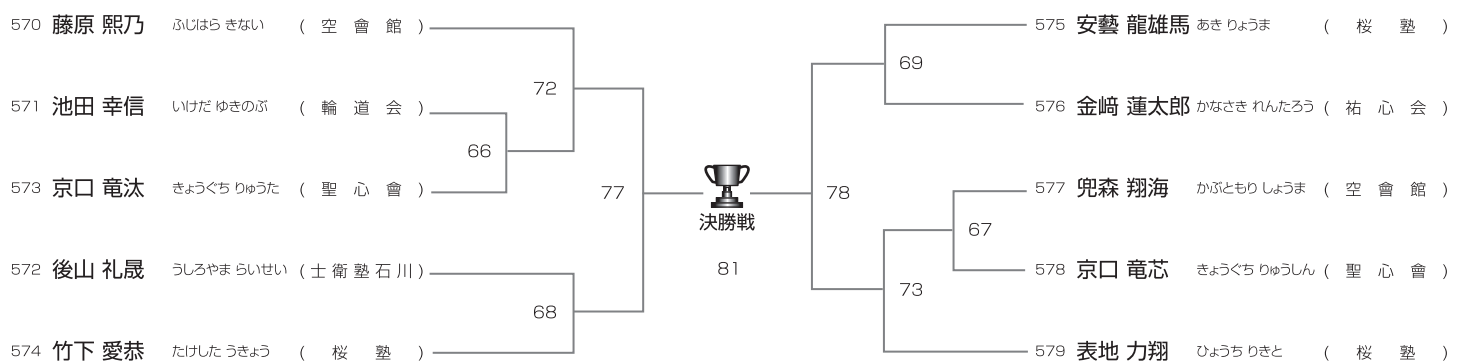 570 藤原 熙乃 ふじはら きない (空會館)
72
571 池田 幸信 いけだ ゆきのぶ (輪道会)
66
573 京口 竜汰 きょうぐち りゅうた (聖心會)
77
572 後山 礼晟 うしろやま らいせい (士衛塾石川)
68
574 竹下 愛恭 たけした うきょう (桜塾)
決勝戦
81
575 安藝 龍雄馬 あき りょうま (桜塾)
69
576 金﨑 蓮太郎 かなさき れんたろう (祐心会)
78
577 兜森 翔海 かぶともり しょうま (空會館)
67
578 京口 竜芯 きょうぐち りゅうしん (聖心會)
73
579 表地 力翔 ひょうち りきと (桜塾)